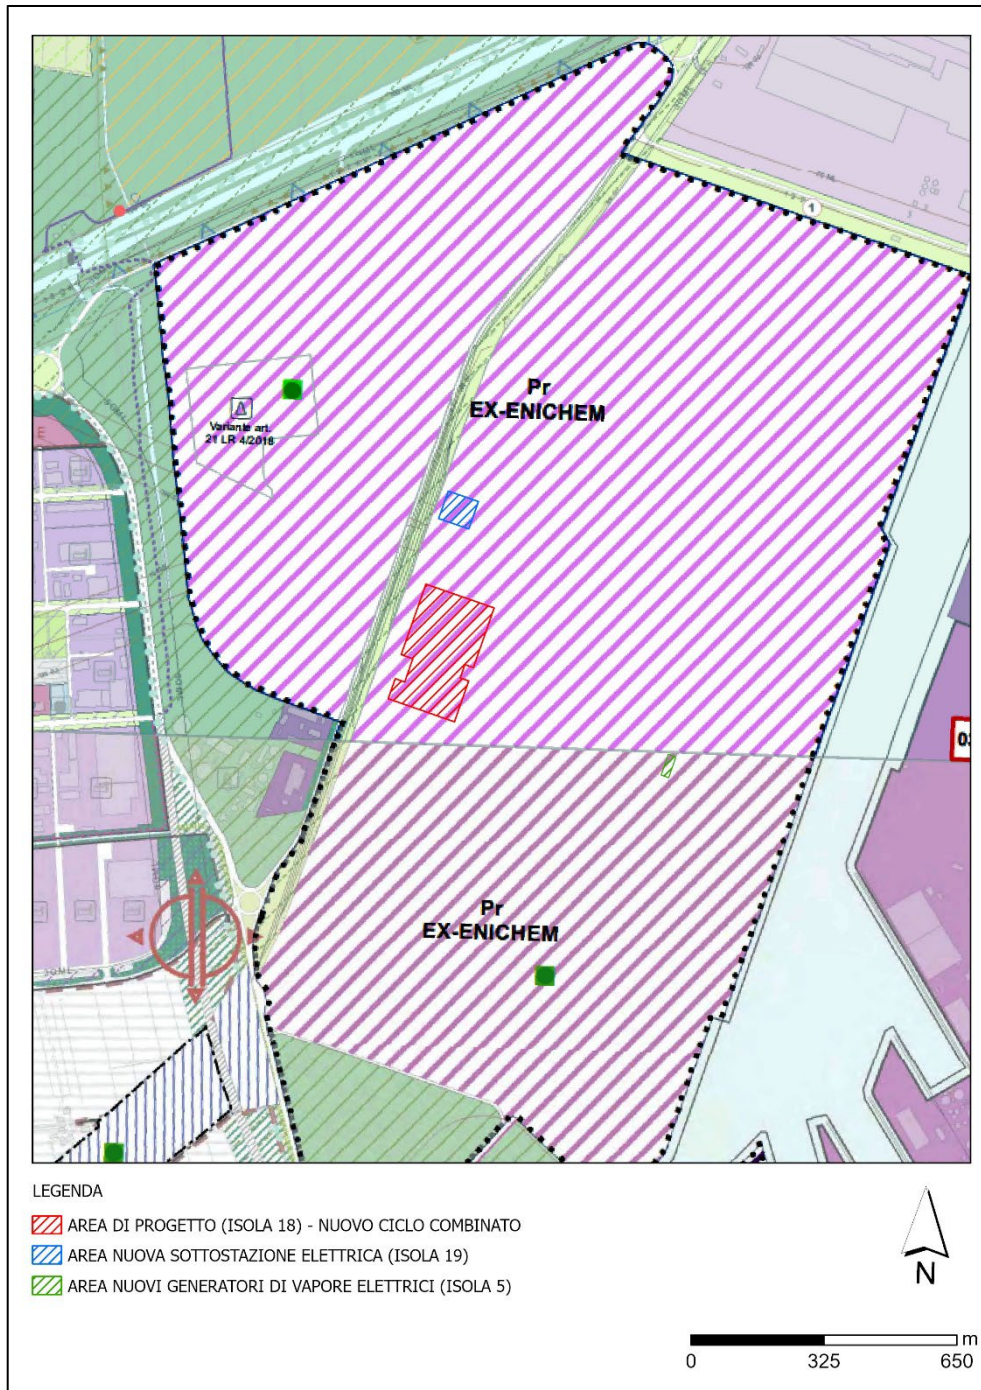 1
Pr
EX-ENICHEM
A
Variante art.
21 LR 4/2018
E
03
Pr
EX-ENICHEM
LEGENDA
AREA DI PROGETTO (ISOLA 18) - NUOVO CICLO COMBINATO
AREA NUOVA SOTTOSTAZIONE ELETTRICA (ISOLA 19)
AREA NUOVI GENERATORI DI VAPORE ELETTRICI (ISOLA 5)
N
m
0 325 650